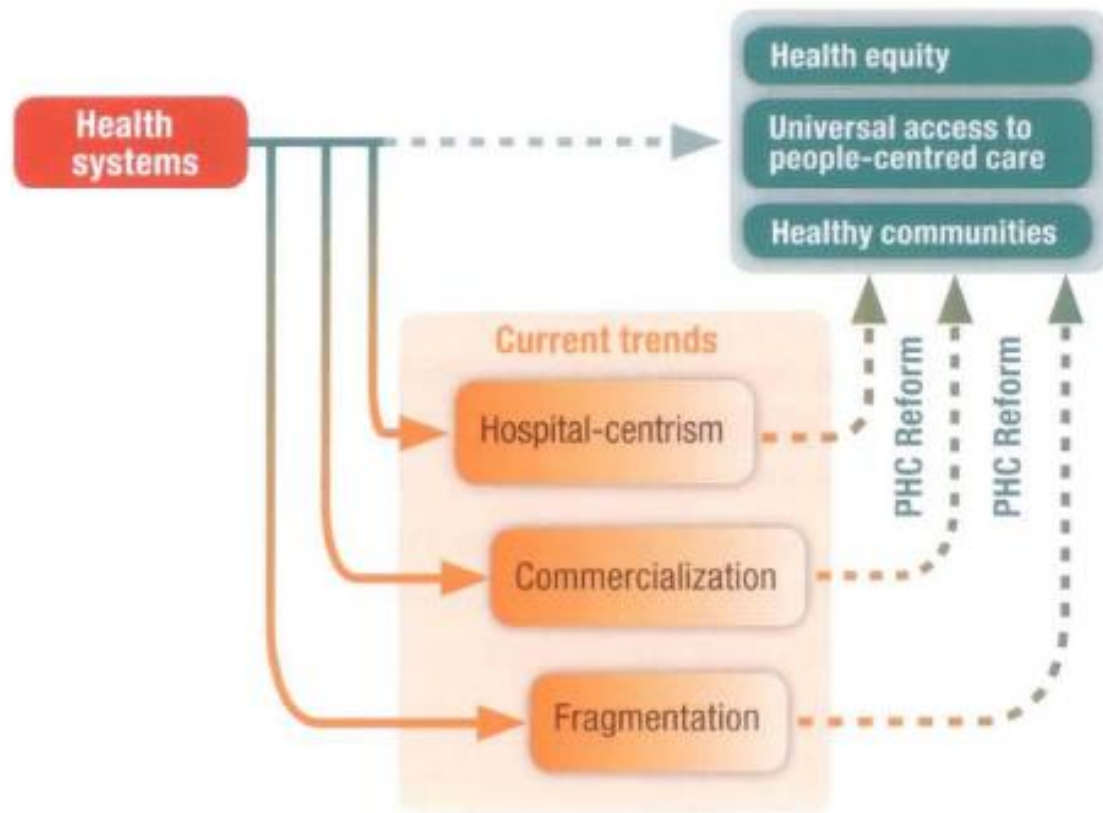 Health
systems
Health equity
Universal access to
people-centred care
Healthy communities
Current trends
Hospital-centrism
Commercialization
Fragmentation
PHC Reform
PHC Reform